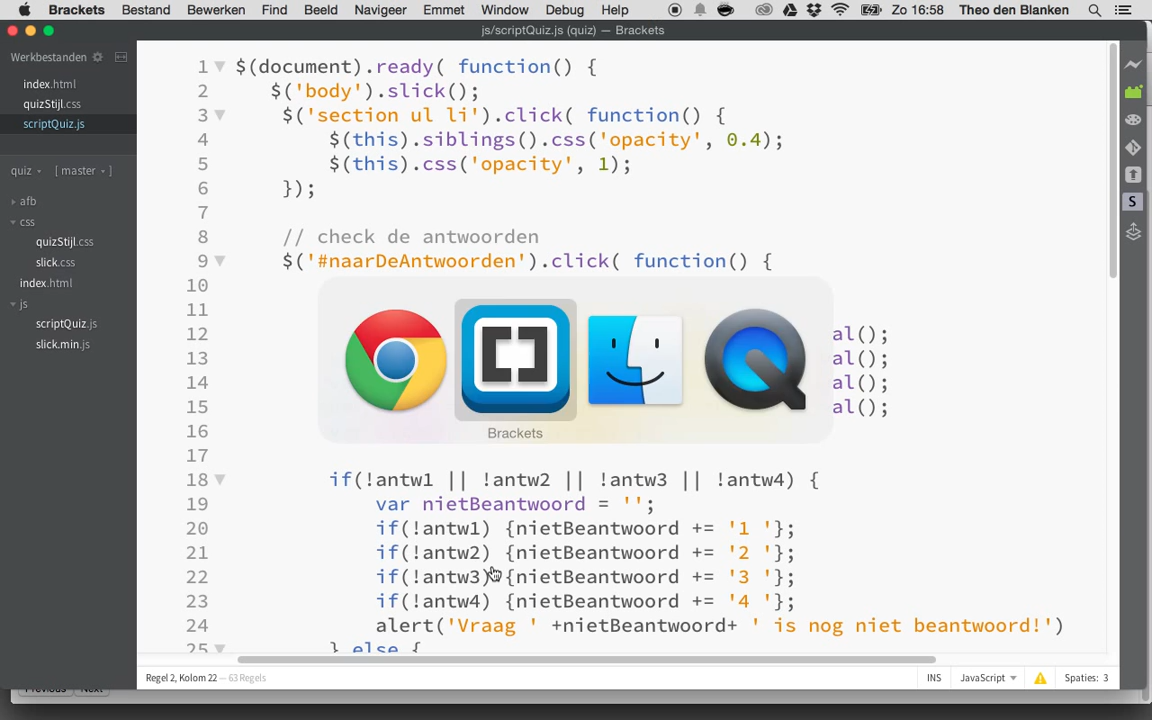 Brackets Bestand Bewerken Find Beeld Navigeer Emmet Window Debug Help Zo 16:58 Theo den Blanken
js/scriptQuiz.js (quiz) — Brackets
Werkbestanden
index.html
quizStijl.css
scriptQuiz.js
quiz [ master ]
afb
css
quizStijl.css
slick.css
index.html
js
scriptQuiz.js
slick.min.js
1 $(document).ready( function() {
2 $('body').slick();
3 $('section ul li').click( function() {
4 $(this).siblings().css('opacity', 0.4);
5 $(this).css('opacity', 1);
6 });
7
8 // check de antwoorden
9 $('#naarDeAntwoorden').click( function() {
10
11
12 al();
13 al();
14 al();
15 al();
16
17
18 if(!antw1 || !antw2 || !antw3 || !antw4) {
19 var nietBeantwoord = '';
20 if(!antw1) {nietBeantwoord += '1 '};
21 if(!antw2) {nietBeantwoord += '2 '};
22 if(!antw3) {nietBeantwoord += '3 '};
23 if(!antw4) {nietBeantwoord += '4 '};
24 alert('Vraag ' +nietBeantwoord+ ' is nog niet beantwoord!')
25 } else {
Brackets
S
Regel 2, Kolom 22 — 63 Regels INS JavaScript Spaties: 3
Previous Next